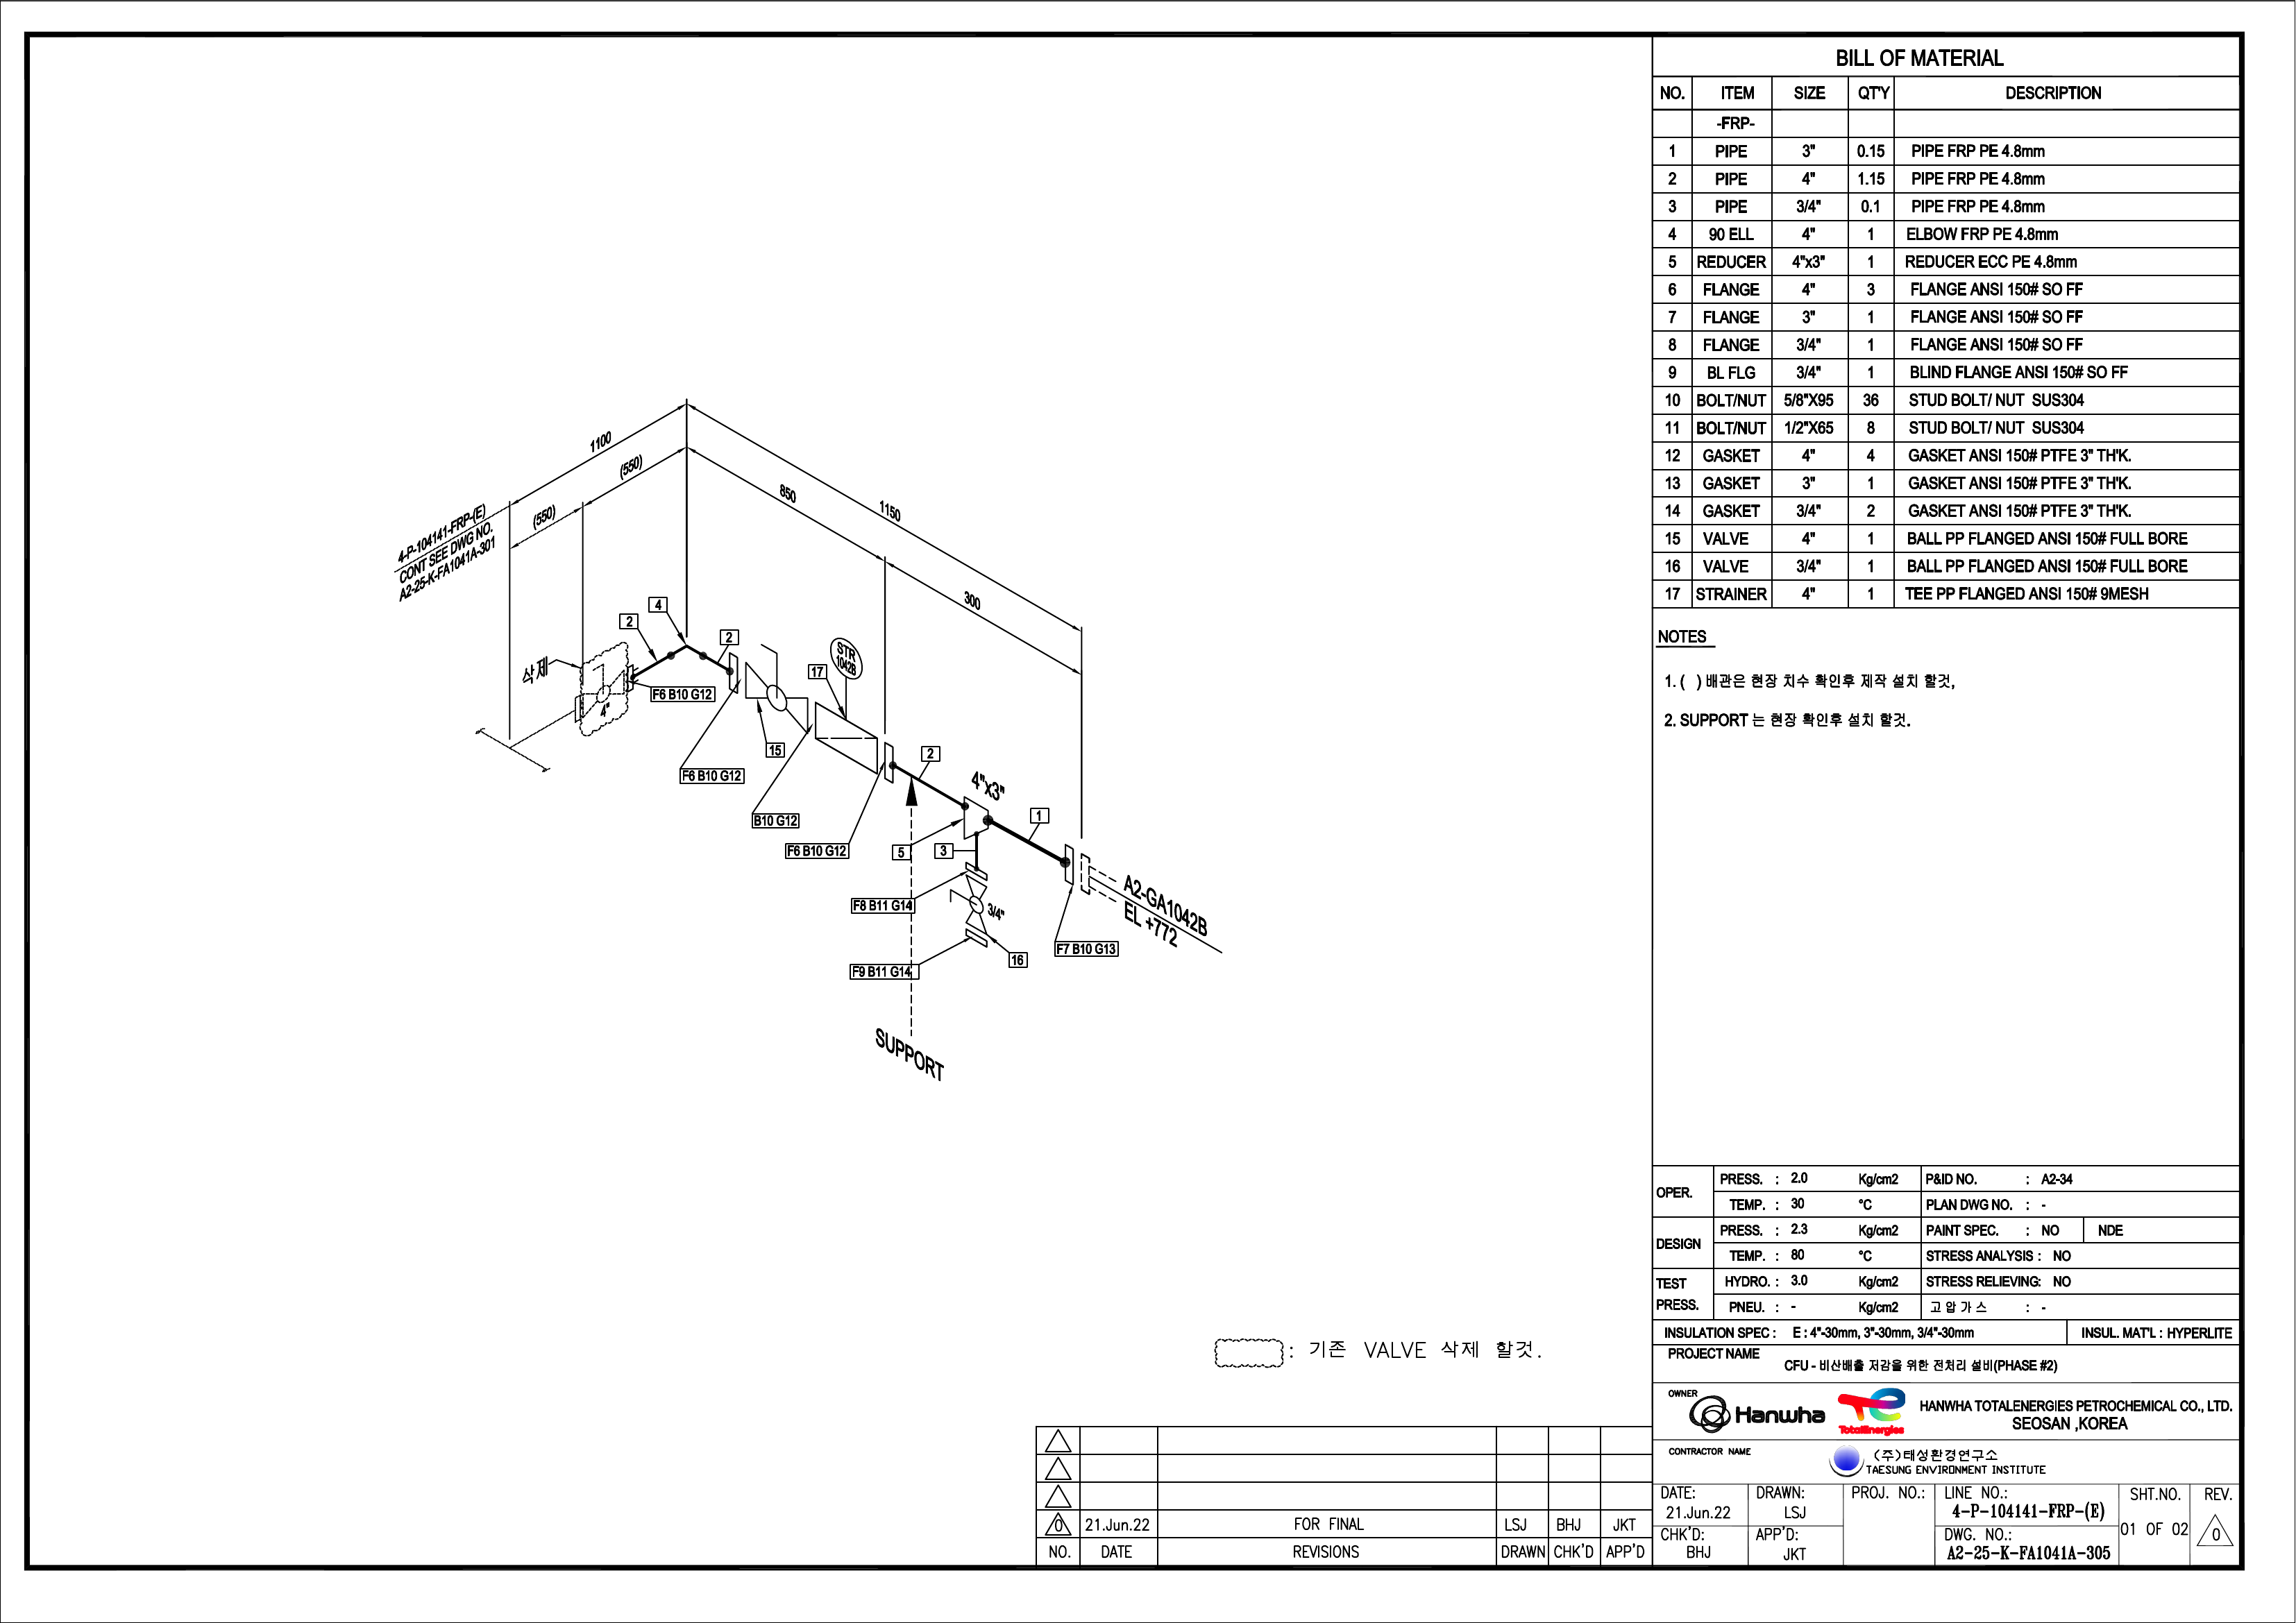 BILL OF MATERIAL
NO. ITEM SIZE QT'Y DESCRIPTION
-FRP-
1 PIPE 3" 0.15 PIPE FRP PE 4.8mm
2 PIPE 4" 1.15 PIPE FRP PE 4.8mm
3 PIPE 3/4" 0.1 PIPE FRP PE 4.8mm
4 90 ELL 4" 1 ELBOW FRP PE 4.8mm
5 REDUCER 4"x3" 1 REDUCER ECC PE 4.8mm
6 FLANGE 4" 3 FLANGE ANSI 150# SO FF
7 FLANGE 3" 1 FLANGE ANSI 150# SO FF
8 FLANGE 3/4" 1 FLANGE ANSI 150# SO FF
9 BL FLG 3/4" 1 BLIND FLANGE ANSI 150# SO FF
10 BOLT/NUT 5/8"X95 36 STUD BOLT/ NUT SUS304
11 BOLT/NUT 1/2"X65 8 STUD BOLT/ NUT SUS304
12 GASKET 4" 4 GASKET ANSI 150# PTFE 3" TH'K.
13 GASKET 3" 1 GASKET ANSI 150# PTFE 3" TH'K.
14 GASKET 3/4" 2 GASKET ANSI 150# PTFE 3" TH'K.
15 VALVE 4" 1 BALL PP FLANGED ANSI 150# FULL BORE
16 VALVE 3/4" 1 BALL PP FLANGED ANSI 150# FULL BORE
17 STRAINER 4" 1 TEE PP FLANGED ANSI 150# 9MESH
NOTES
1. ( ) 배관은 현장 치수 확인후 제작 설치 할것,
2. SUPPORT 는 현장 확인후 설치 할것.
1100
(550)
(550)
850
1150
300
4-P-104141-FRP-(E)
CONT SEE DWG NO.
A2-25-K-FA1041A-301
4
2
2
삭제
4"
F6 B10 G12
STR
1042B
17
15
F6 B10 G12
B10 G12
F6 B10 G12
2
4"x3"
1
5
3
F8 B11 G14
3/4"
A2-GA1042B
EL +772
F7 B10 G13
16
F9 B11 G14
SUPPORT
: 기존 VALVE 삭제 할것.
OPER. PRESS. : 2.0 Kg/cm2 P&ID NO. : A2-34
TEMP. : 30 °C PLAN DWG NO. : -
DESIGN PRESS. : 2.3 Kg/cm2 PAINT SPEC. : NO NDE
TEMP. : 80 °C STRESS ANALYSIS : NO
TEST PRESS. HYDRO. : 3.0 Kg/cm2 STRESS RELIEVING: NO
PNEU. : - Kg/cm2 고압가스 : -
INSULATION SPEC : E : 4"-30mm, 3"-30mm, 3/4"-30mm INSUL. MAT'L : HYPERLITE
PROJECT NAME
CFU - 비산배출 저감을 위한 전처리 설비(PHASE #2)
OWNER
Hanwha
TotalEnergies
HANWHA TOTALENERGIES PETROCHEMICAL CO., LTD.
SEOSAN ,KOREA
CONTRACTOR NAME
(주)태성환경연구소
TAESUNG ENVIRONMENT INSTITUTE
DATE: DRAWN: PROJ. NO.: LINE NO.: SHT.NO. REV.
21.Jun.22 LSJ 4-P-104141-FRP-(E)
CHK'D: APP'D: DWG. NO.: 01 OF 02 0
BHJ JKT A2-25-K-FA1041A-305
0 21.Jun.22 FOR FINAL LSJ BHJ JKT
NO. DATE REVISIONS DRAWN CHK'D APP'D